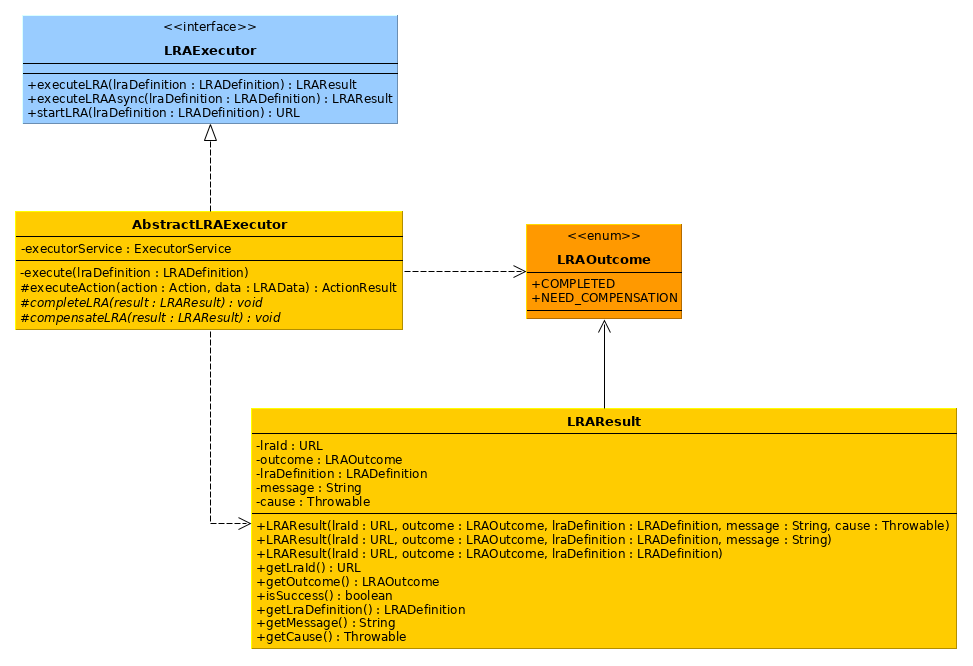 <<interface>>
LRAExecutor
+executeLRA(lraDefinition : LRADefinition) : LRAResult
+executeLRAAsync(lraDefinition : LRADefinition) : LRAResult
+startLRA(lraDefinition : LRADefinition) : URL
AbstractLRAExecutor
-executorService : ExecutorService
-execute(lraDefinition : LRADefinition)
#executeAction(action : Action, data : LRAData) : ActionResult
#completeLRA(result : LRAResult) : void
#compensateLRA(result : LRAResult) : void
<<enum>>
LRAOutcome
+COMPLETED
+NEED_COMPENSATION
LRAResult
-lraId : URL
-outcome : LRAOutcome
-lraDefinition : LRADefinition
-message : String
-cause : Throwable
+LRAResult(lraId : URL, outcome : LRAOutcome, lraDefinition : LRADefinition, message : String, cause : Throwable)
+LRAResult(lraId : URL, outcome : LRAOutcome, lraDefinition : LRADefinition, message : String)
+LRAResult(lraId : URL, outcome : LRAOutcome, lraDefinition : LRADefinition)
+getLraId() : URL
+getOutcome() : LRAOutcome
+isSuccess() : boolean
+getLraDefinition() : LRADefinition
+getMessage() : String
+getCause() : Throwable